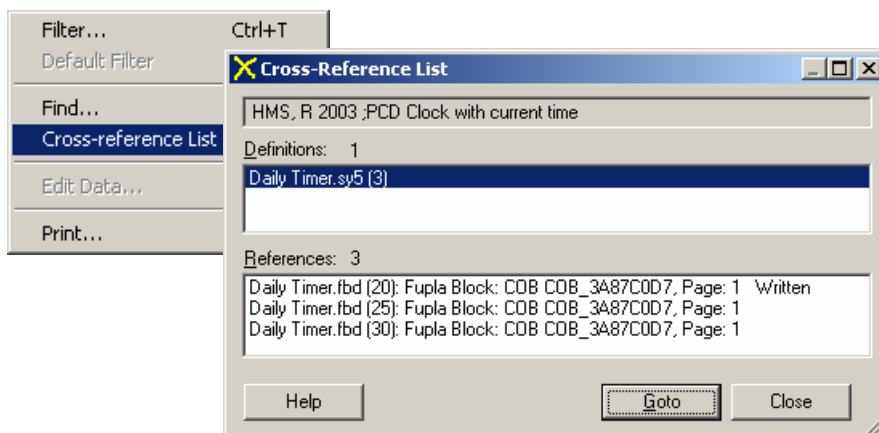 Filter... Ctrl+T
Default Filter
Find...
Cross-reference List
Edit Data...
Print...
Cross-Reference List
HMS, R 2003 ;PCD Clock with current time
Definitions: 1
Daily Timer.sy5 (3)
References: 3
Daily Timer.fbd (20): Fupla Block: COB COB_3A87C0D7, Page: 1 Written
Daily Timer.fbd (25): Fupla Block: COB COB_3A87C0D7, Page: 1
Daily Timer.fbd (30): Fupla Block: COB COB_3A87C0D7, Page: 1
Help Goto Close